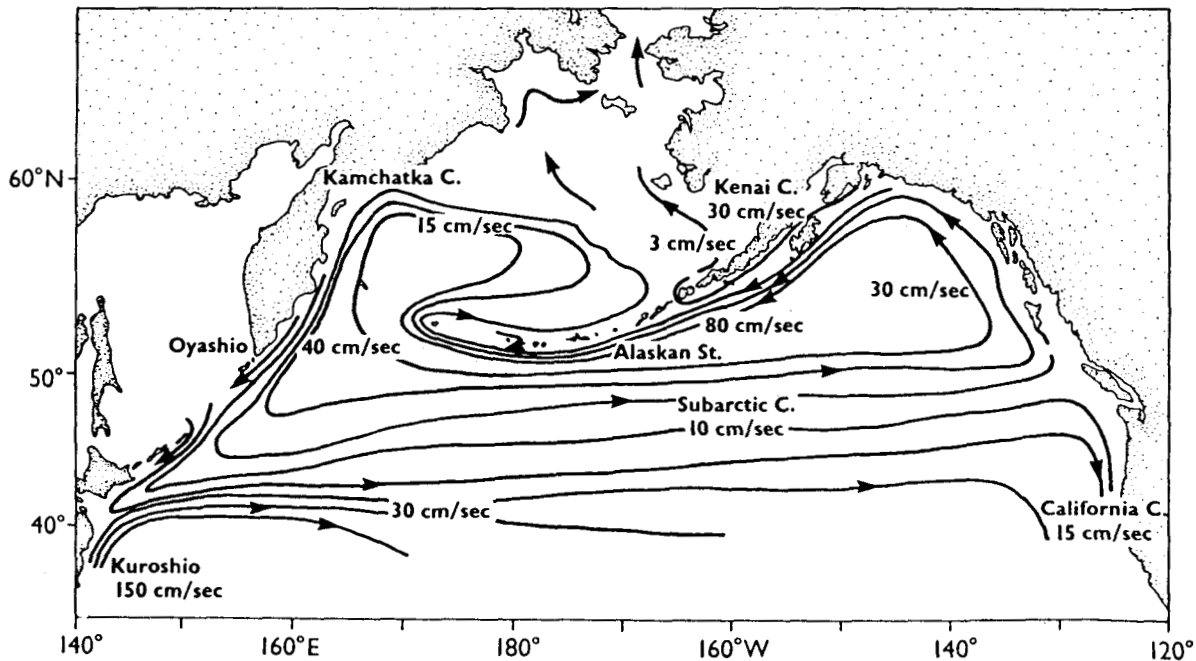 60°N
50°
40°
Kamchatka C.
15 cm/sec
Kenai C.
30 cm/sec
3 cm/sec
30 cm/sec
80 cm/sec
Oyashio
40 cm/sec
Alaskan St.
Subarctic C.
10 cm/sec
30 cm/sec
California C.
15 cm/sec
Kuroshio
150 cm/sec
140°
160°E
180°
160°W
140°
120°